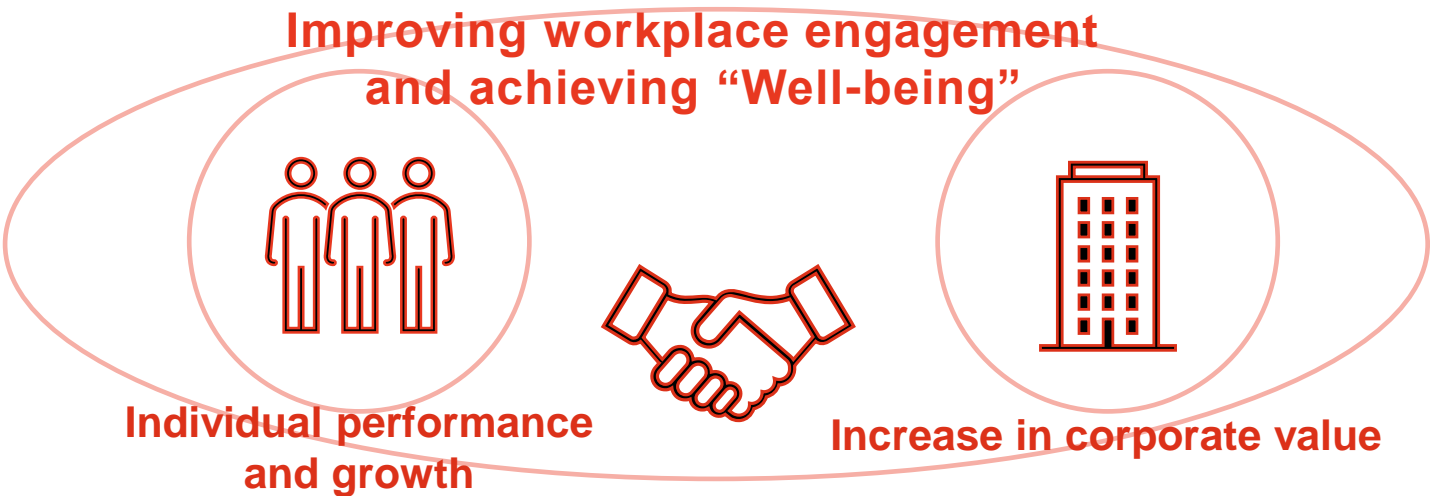 Improving workplace engagement
and achieving “Well-being”
Individual performance
and growth
Increase in corporate value